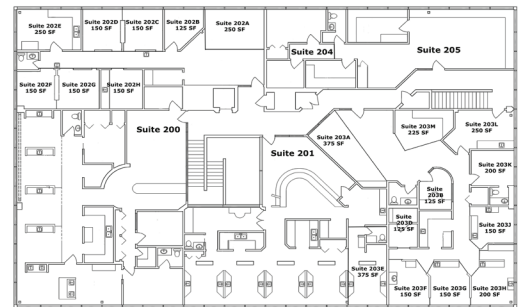 Suite 202E
250 SF
Suite 202D
150 SF
Suite 202C
150 SF
Suite 202B
125 SF
Suite 202A
250 SF
Suite 204
Suite 205
Suite 202F
150 SF
Suite 202G
150 SF
Suite 202H
150 SF
Suite 200
Suite 201
Suite 203A
375 SF
Suite 203M
225 SF
Suite 203L
250 SF
Suite 203K
200 SF
Suite 203B
125 SF
Suite 203D
125 SF
Suite 203J
150 SF
Suite 203E
375 SF
Suite 203F
150 SF
Suite 203G
150 SF
Suite 203H
200 SF